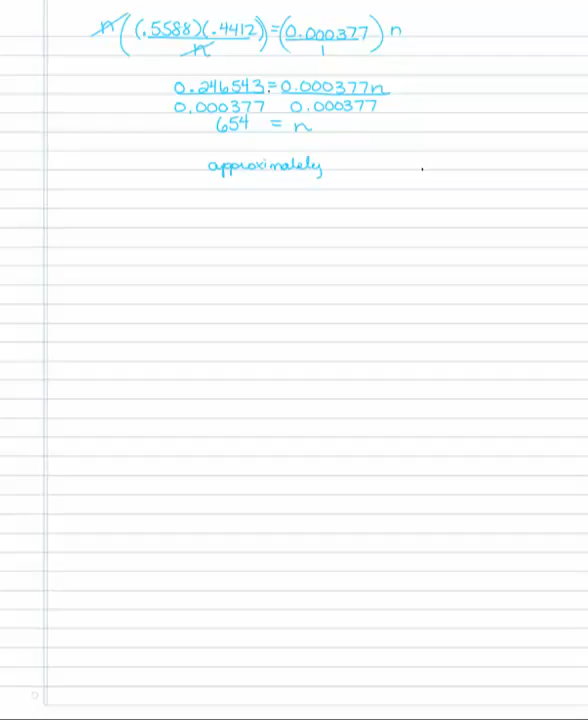 n((.5588)(.4412)/n)=(0.000377/1)n
0.246543/0.000377=0.000377n/0.000377
654 = n
approximately